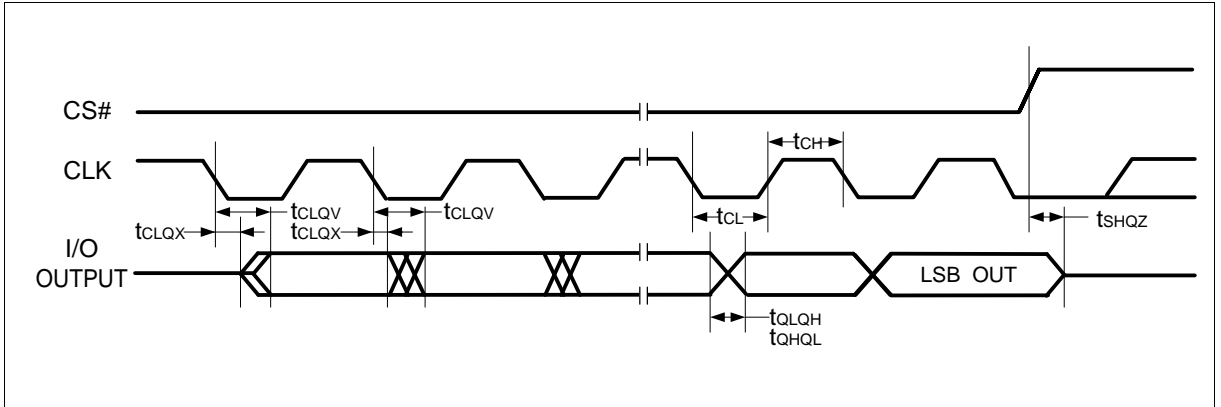 CS#
CLK
tCH
tCLQV
tCLQV
tCL
tSHQZ
tCLQX
tCLQX
I/O
OUTPUT
LSB OUT
tQLQH
tQHQL